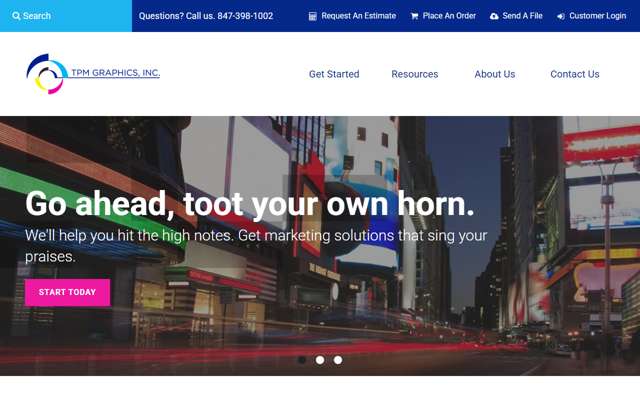 Search
Questions? Call us. 847-398-1002
Request An Estimate
Place An Order
Send A File
Customer Login
TPM GRAPHICS, INC.
Get Started
Resources
About Us
Contact Us
Go ahead, toot your own horn.
We'll help you hit the high notes. Get marketing solutions that sing your
praises.
START TODAY